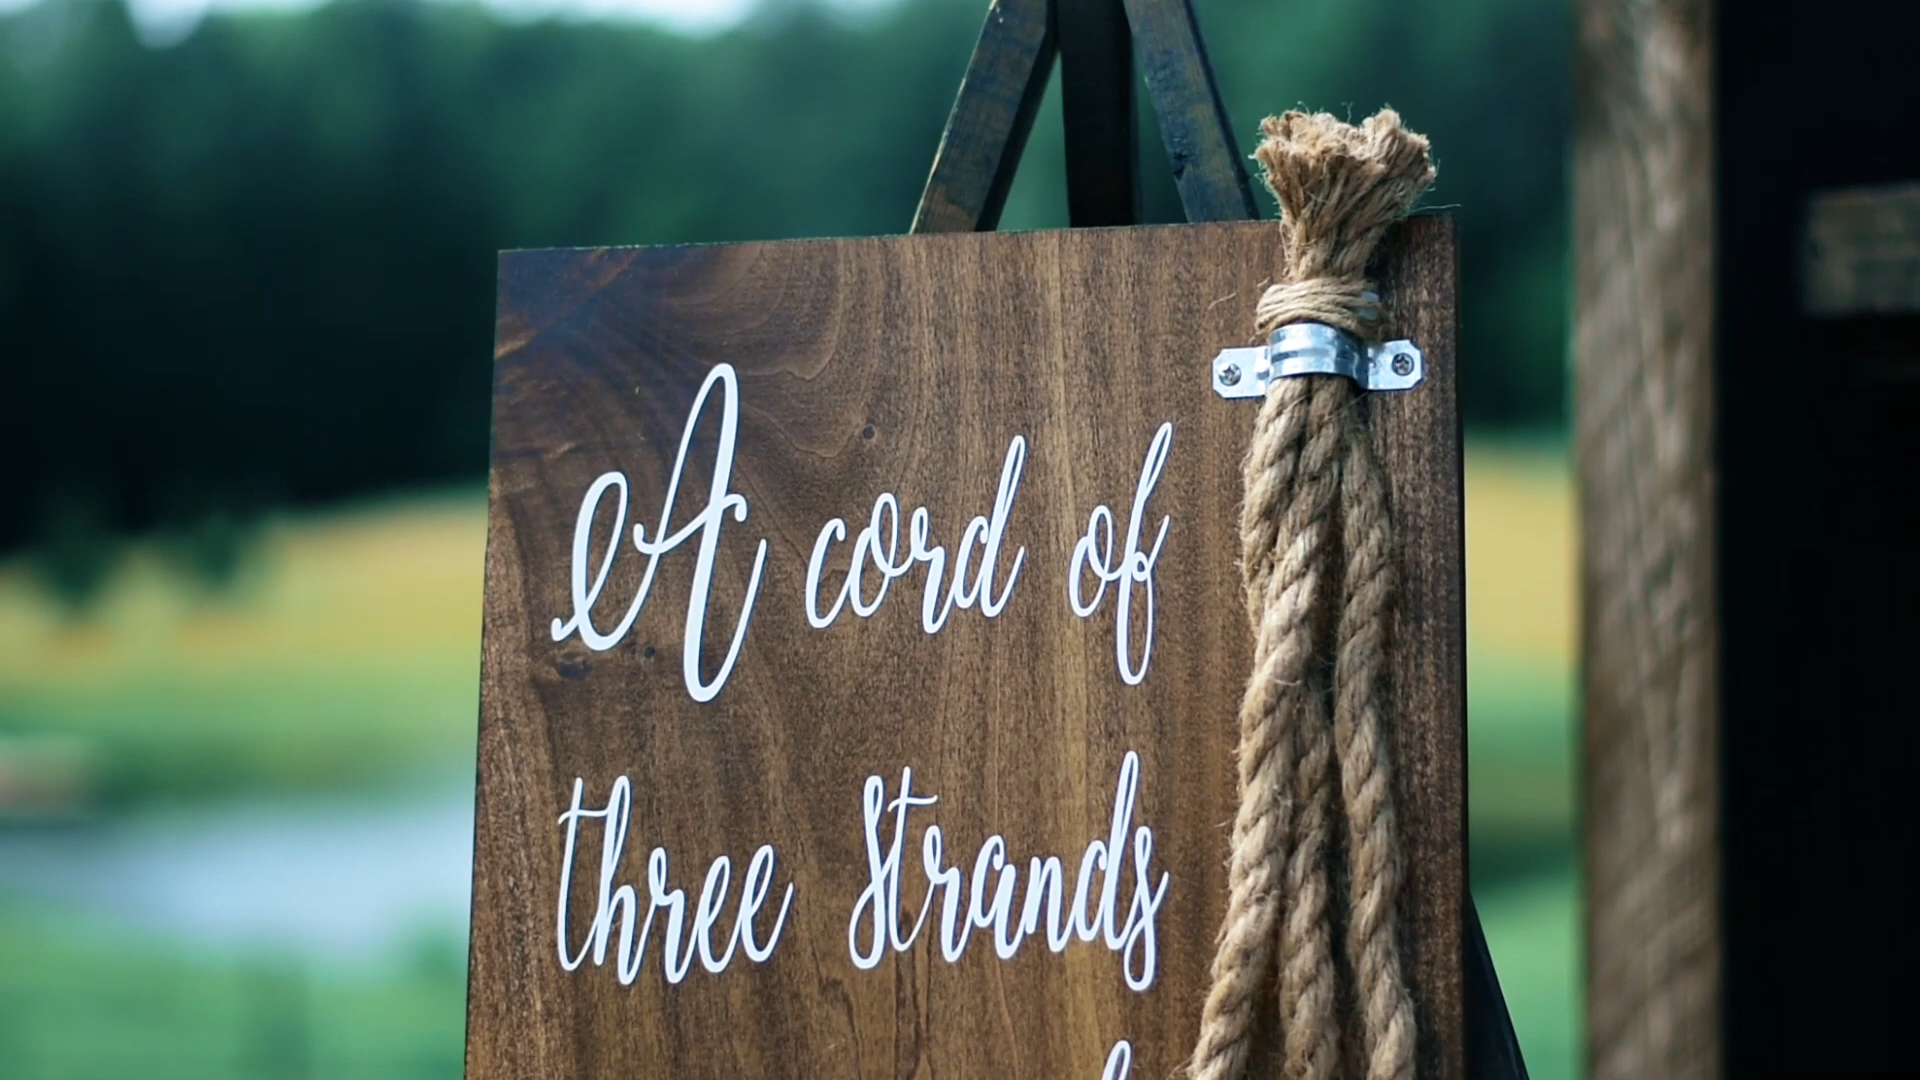 A cord of
three strands